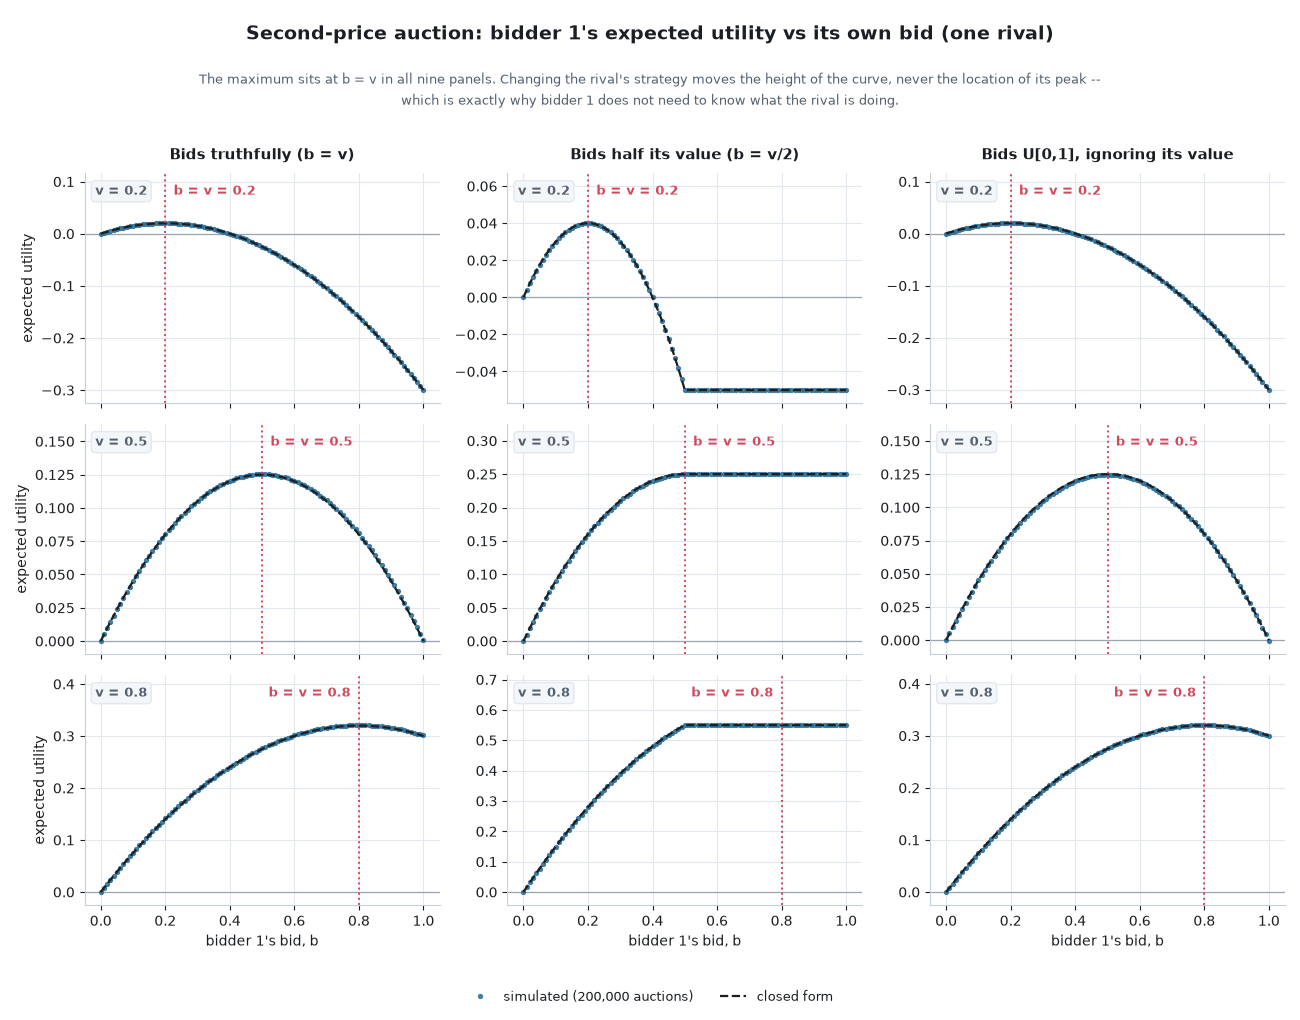 Second-price auction: bidder 1's expected utility vs its own bid (one rival)
The maximum sits at b = v in all nine panels. Changing the rival's strategy moves the height of the curve, never the location of its peak --
which is exactly why bidder 1 does not need to know what the rival is doing.
Bids truthfully (b = v)
v = 0.2
b = v = 0.2
0.1
0.0
−0.1
−0.2
−0.3
expected utility
Bids half its value (b = v/2)
v = 0.2
b = v = 0.2
0.06
0.04
0.02
0.00
−0.02
−0.04
Bids U[0,1], ignoring its value
v = 0.2
b = v = 0.2
0.1
0.0
−0.1
−0.2
−0.3
v = 0.5
b = v = 0.5
0.150
0.125
0.100
0.075
0.050
0.025
0.000
expected utility
v = 0.5
b = v = 0.5
0.30
0.25
0.20
0.15
0.10
0.05
0.00
v = 0.5
b = v = 0.5
0.150
0.125
0.100
0.075
0.050
0.025
0.000
v = 0.8
b = v = 0.8
0.4
0.3
0.2
0.1
0.0
expected utility
0.0 0.2 0.4 0.6 0.8 1.0
bidder 1's bid, b
v = 0.8
b = v = 0.8
0.7
0.6
0.5
0.4
0.3
0.2
0.1
0.0
0.0 0.2 0.4 0.6 0.8 1.0
bidder 1's bid, b
v = 0.8
b = v = 0.8
0.4
0.3
0.2
0.1
0.0
0.0 0.2 0.4 0.6 0.8 1.0
bidder 1's bid, b
simulated (200,000 auctions)
closed form